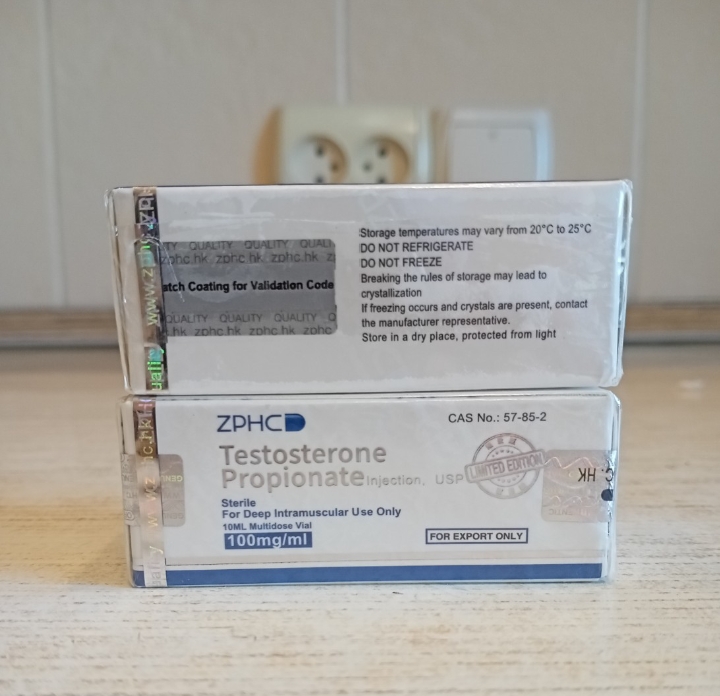 QUALITY QUALITY QUALI
zphc.hk zphc.hk zphc.hk
atch Coating for Validation Code
QUALITY QUALITY QUALITY Q
.hk zphc.hk zphc.hk zphc
www.zphc
uality
Storage temperatures may vary from 20°C to 25°C
DO NOT REFRIGERATE
DO NOT FREEZE
Breaking the rules of storage may lead to
crystallization
If freezing occurs and crystals are present, contact
the manufacturer representative.
Store in a dry place, protected from light
ZPHC
CAS No.: 57-85-2
Testosterone
Propionate Injection, USP
LIMITED EDITION
Sterile
For Deep Intramuscular Use Only
10ML Multidose Vial
100mg/ml
FOR EXPORT ONLY